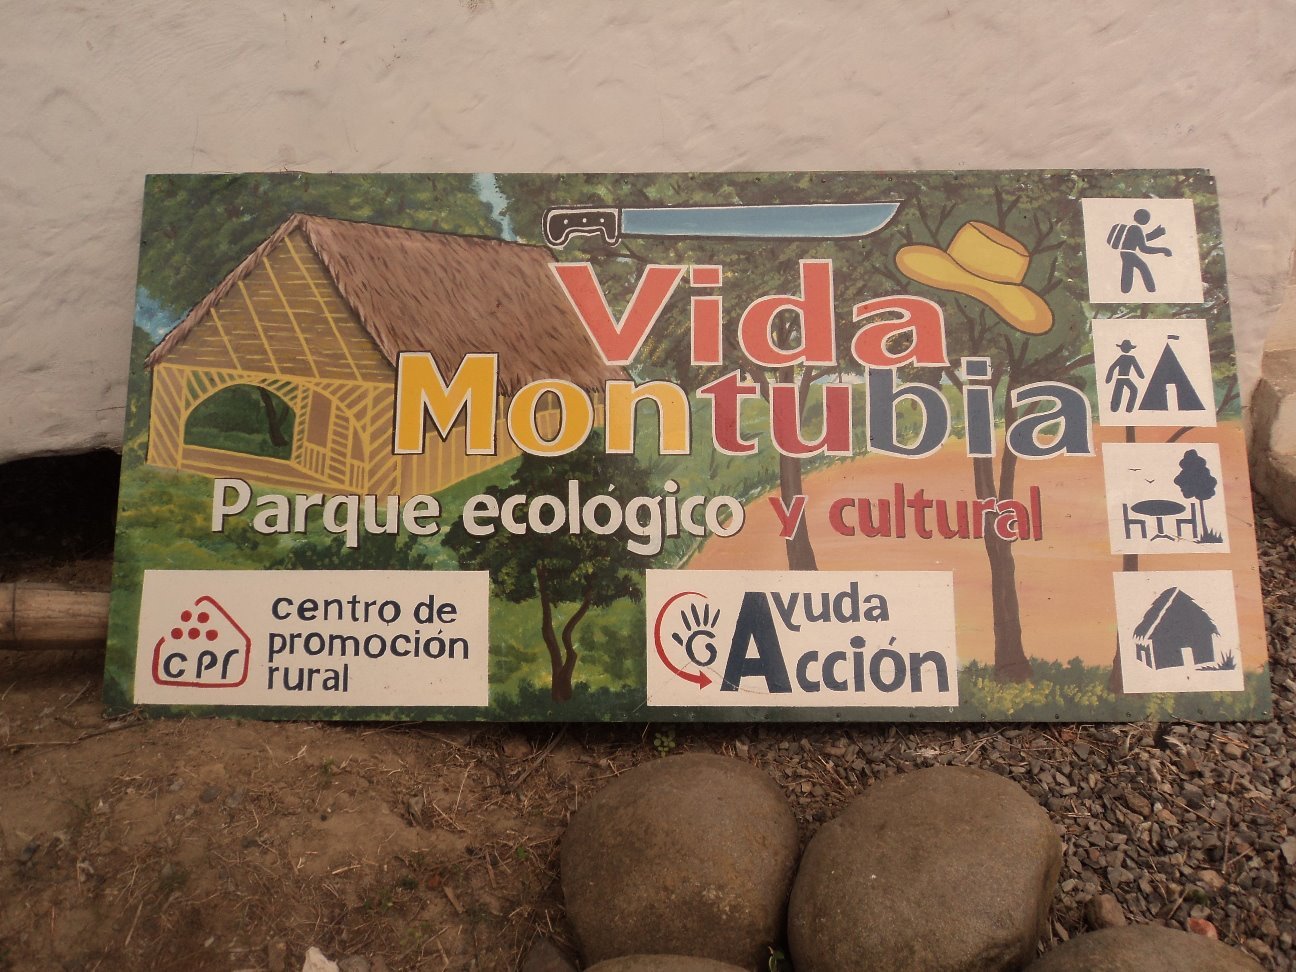 Vida
Montubia
Parque ecológico y cultural
cpr
centro de
promoción
rural
Ayuda
Acción